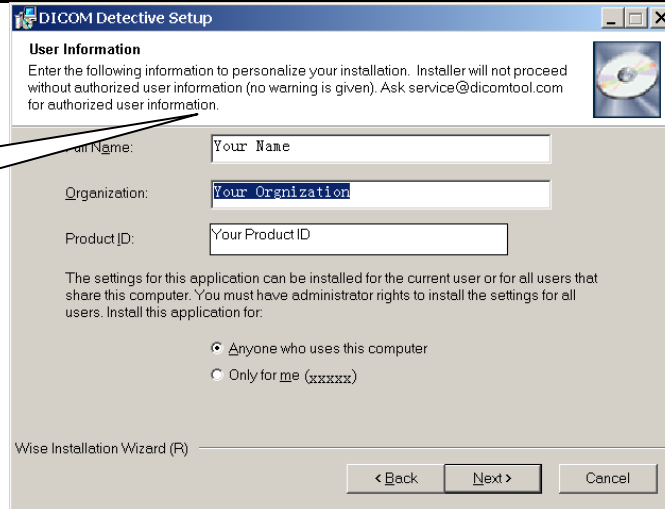 DICOM Detective Setup
User Information
Enter the following information to personalize your installation. Installer will not proceed
without authorized user information (no warning is given). Ask service@dicomtool.com
for authorized user information.
Full Name:
Your Name
Organization:
Your Orgnization
Product ID:
Your Product ID
The settings for this application can be installed for the current user or for all users that
share this computer. You must have administrator rights to install the settings for all
users. Install this application for:
Anyone who uses this computer
Only for me (xxxxx)
Wise Installation Wizard (R)
< Back
Next >
Cancel